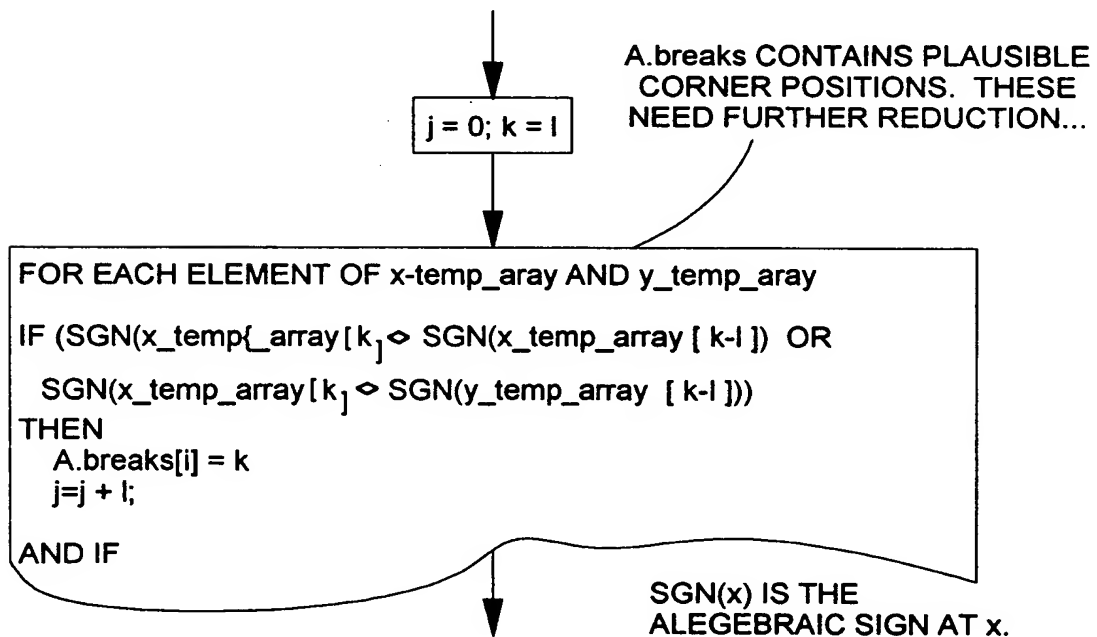 A.breaks CONTAINS PLAUSIBLE
CORNER POSITIONS. THESE
NEED FURTHER REDUCTION...
j = 0; k = l
FOR EACH ELEMENT OF x-temp_aray AND y_temp_aray
IF (SGN(x_temp{_array[k]<> SGN(x_temp_array [ k-l ]) OR
SGN(x_temp_array[k]<> SGN(y_temp_array [ k-l ]))
THEN
A.breaks[i] = k
j=j + l;
AND IF
SGN(x) IS THE
ALEGEBRAIC SIGN AT x.